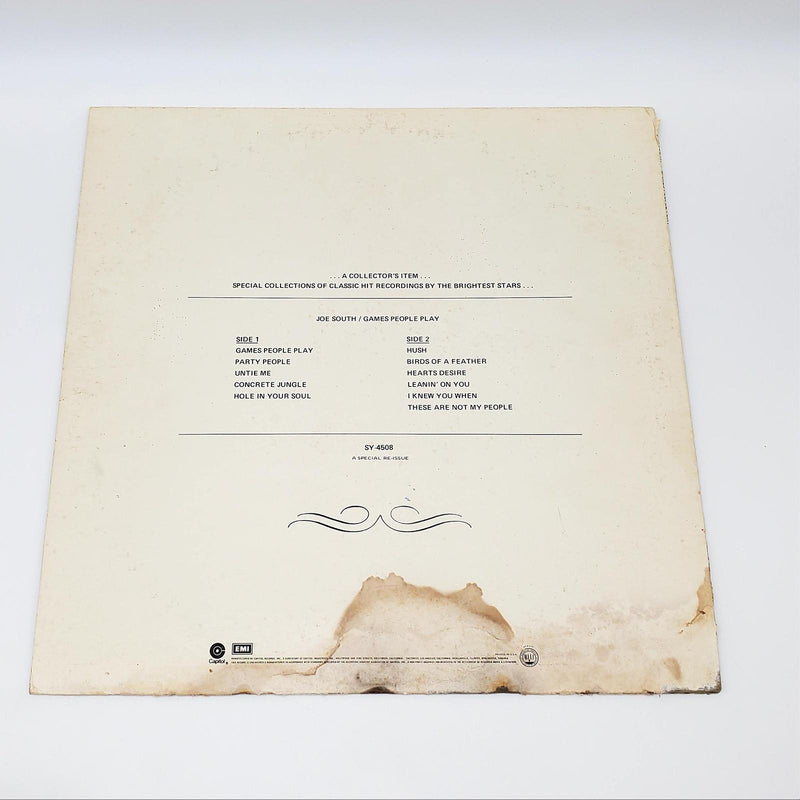 . . . A COLLECTOR'S ITEM . . .
SPECIAL COLLECTIONS OF CLASSIC HIT RECORDINGS BY THE BRIGHTEST STARS . . .
JOE SOUTH / GAMES PEOPLE PLAY
SIDE 1
GAMES PEOPLE PLAY
PARTY PEOPLE
UNTIE ME
CONCRETE JUNGLE
HOLE IN YOUR SOUL
SIDE 2
HUSH
BIRDS OF A FEATHER
HEARTS DESIRE
LEANIN' ON YOU
I KNEW YOU WHEN
THESE ARE NOT MY PEOPLE
SY-4508
A SPECIAL RE-ISSUE
Capitol
EMI
PRINTED IN U.S.A.